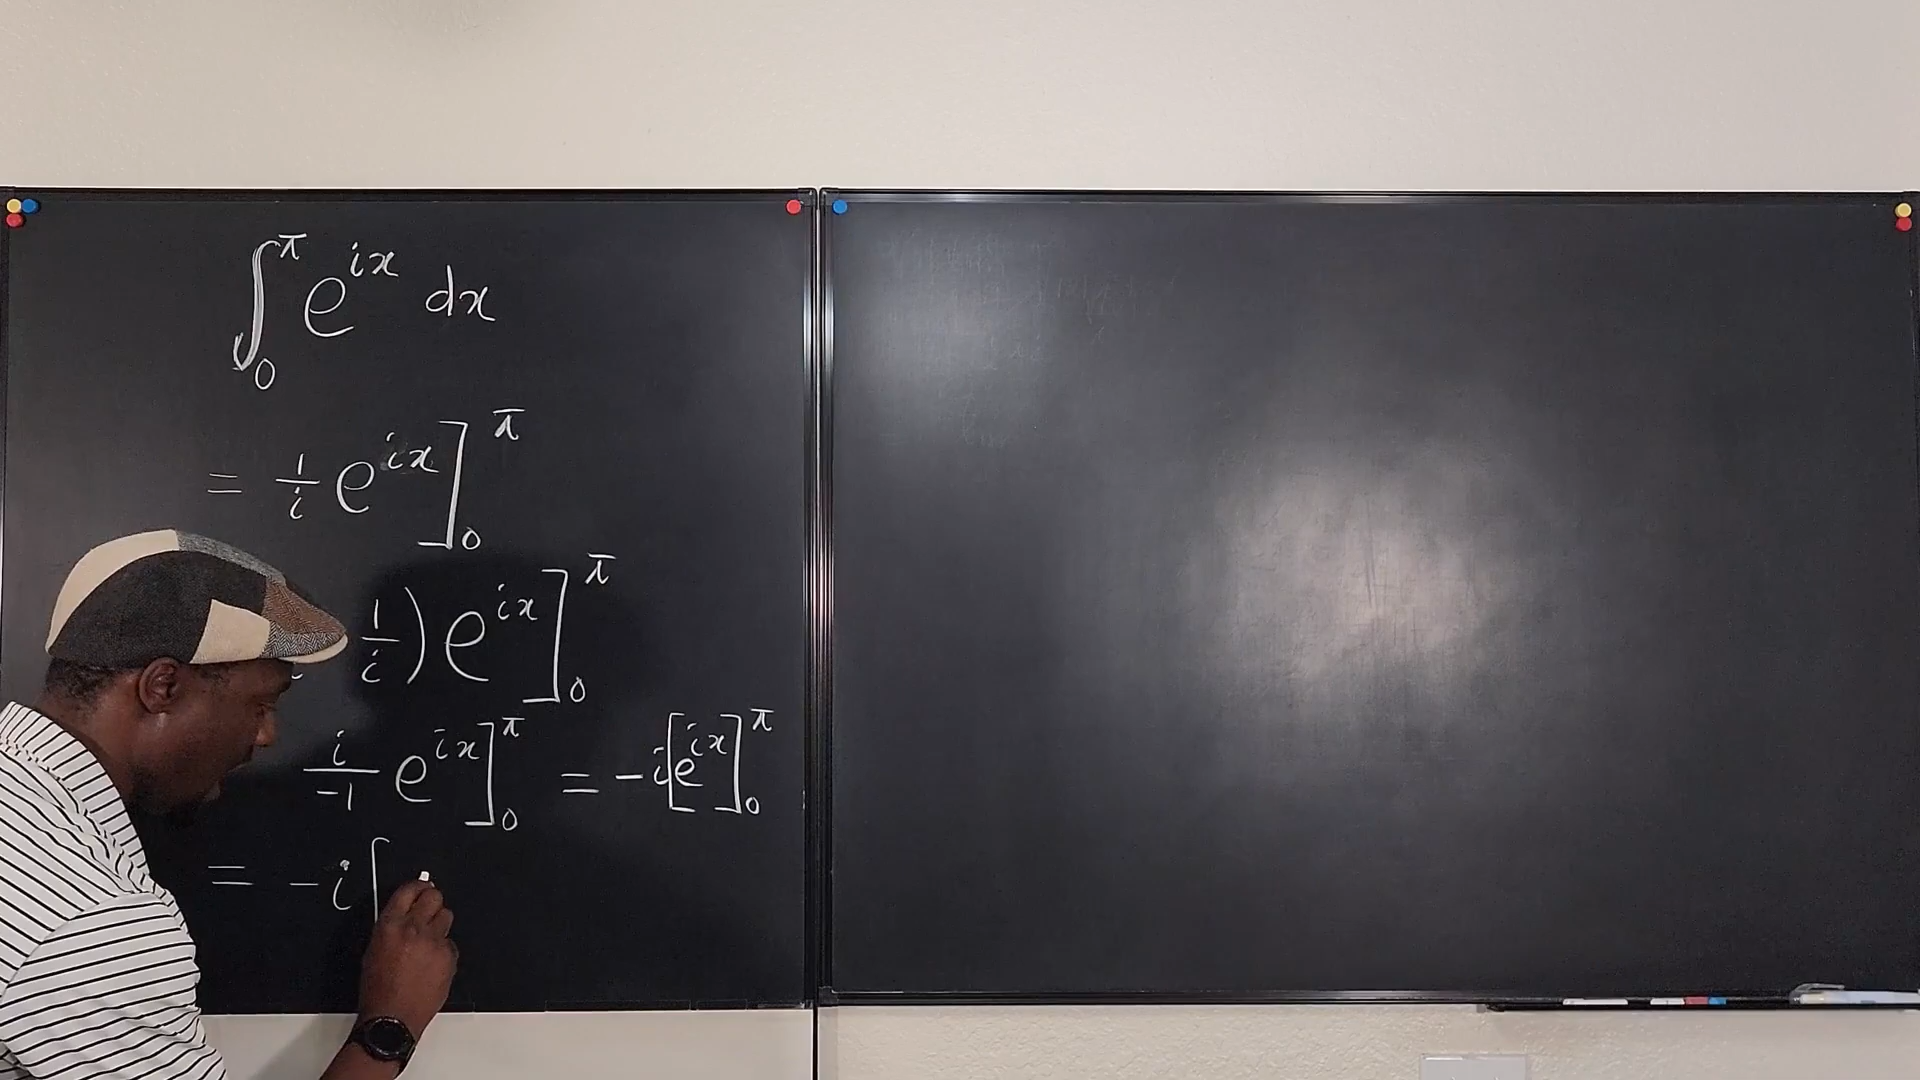 ∫₀^π e^{ix} dx
= 1/i e^{ix} ]₀^π
1/i ) e^{ix} ]₀^π
i/-1 e^{ix} ]₀^π = -i [ e^{ix} ]₀^π
= -i [